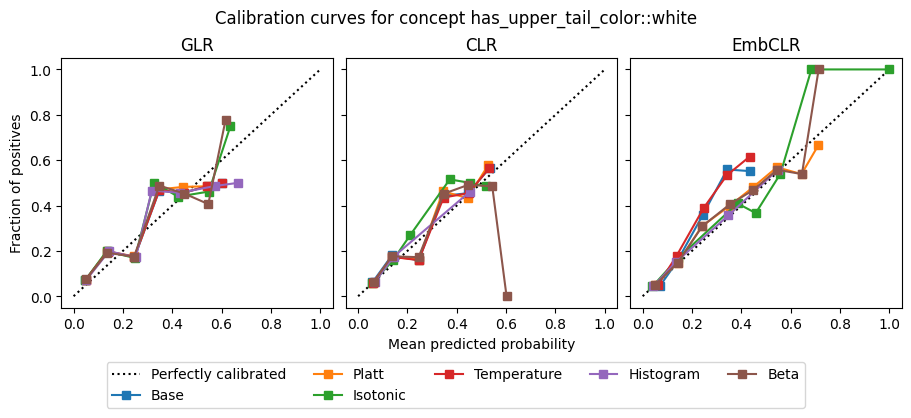 Calibration curves for concept has_upper_tail_color::white
GLR CLR EmbCLR
Fraction of positives
1.0
0.8
0.6
0.4
0.2
0.0
0.0 0.2 0.4 0.6 0.8 1.0 0.0 0.2 0.4 0.6 0.8 1.0 0.0 0.2 0.4 0.6 0.8 1.0
Mean predicted probability
Perfectly calibrated Platt Temperature Histogram Beta
Base Isotonic